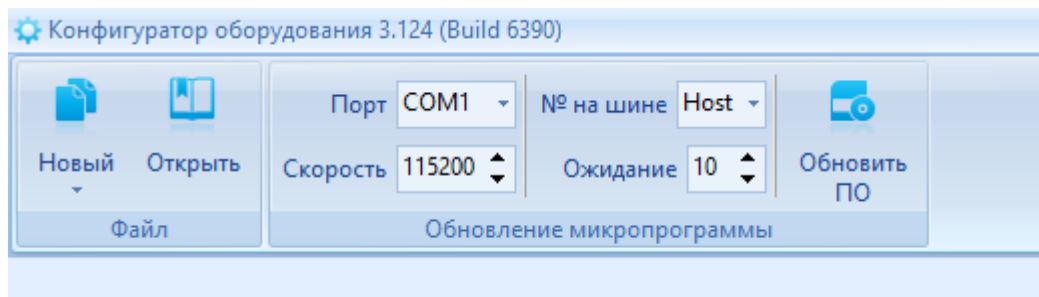 Конфигуратор оборудования 3.124 (Build 6390)
Порт COM1 № на шине Host
Новый Открыть Скорость 115200 Ожидание 10 Обновить
ПО
Файл Обновление микропрограммы